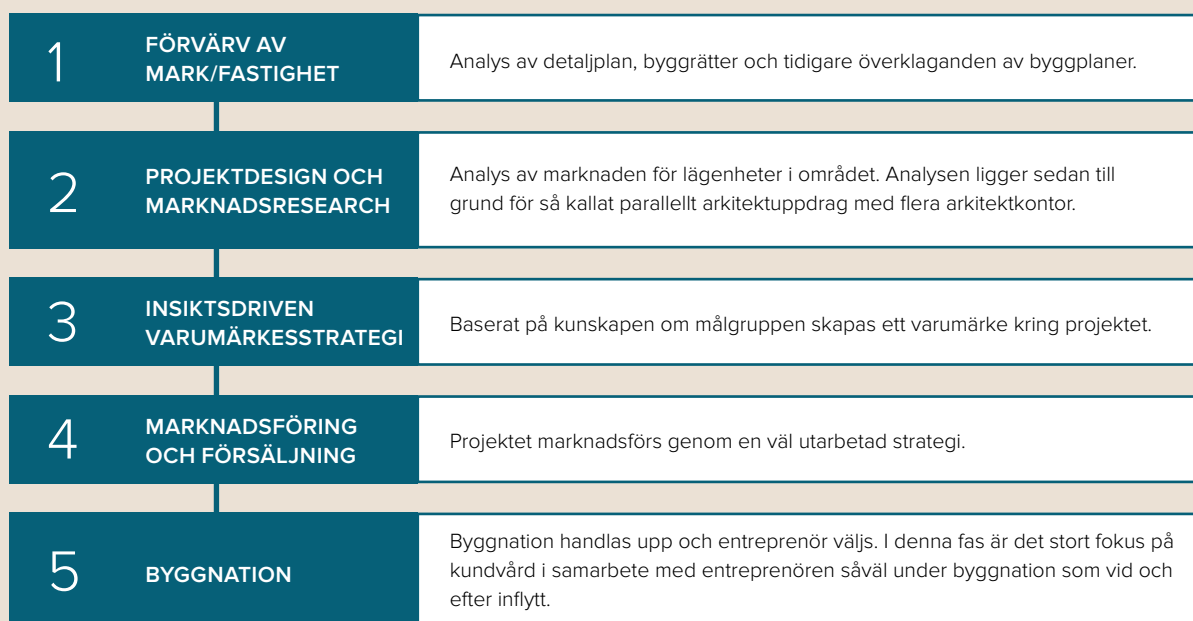 1
FÖRVÄRV AV
MARK/FASTIGHET
Analys av detaljplan, byggrätter och tidigare överklaganden av byggplaner.
2
PROJEKTDESIGN OCH
MARKNADSRESEARCH
Analys av marknaden för lägenheter i området. Analysen ligger sedan till
grund för så kallat parallellt arkitektuppdrag med flera arkitektkontor.
3
INSIKTSDRIVEN
VARUMÄRKESSTRATEGI
Baserat på kunskapen om målgruppen skapas ett varumärke kring projektet.
4
MARKNADSFÖRING
OCH FÖRSÄLJNING
Projektet marknadsförs genom en väl utarbetad strategi.
5
BYGGNATION
Byggnation handlas upp och entreprenör väljs. I denna fas är det stort fokus på
kundvård i samarbete med entreprenören såväl under byggnation som vid och
efter inflytt.